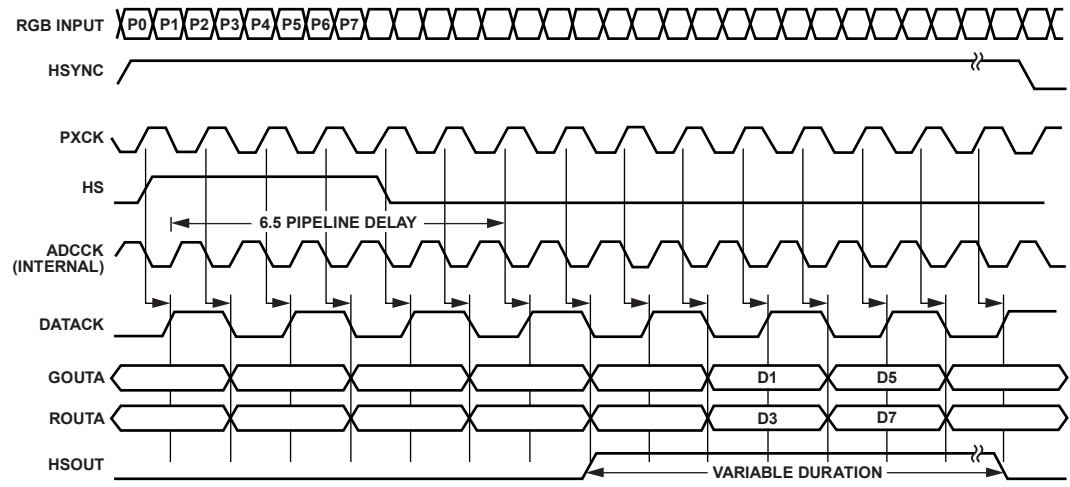 RGB INPUT P0 P1 P2 P3 P4 P5 P6 P7
HSYNC
PXCK
HS
6.5 PIPELINE DELAY
ADCCK
(INTERNAL)
DATACK
GOUTA D1 D5
ROUTA D3 D7
HSOUT VARIABLE DURATION